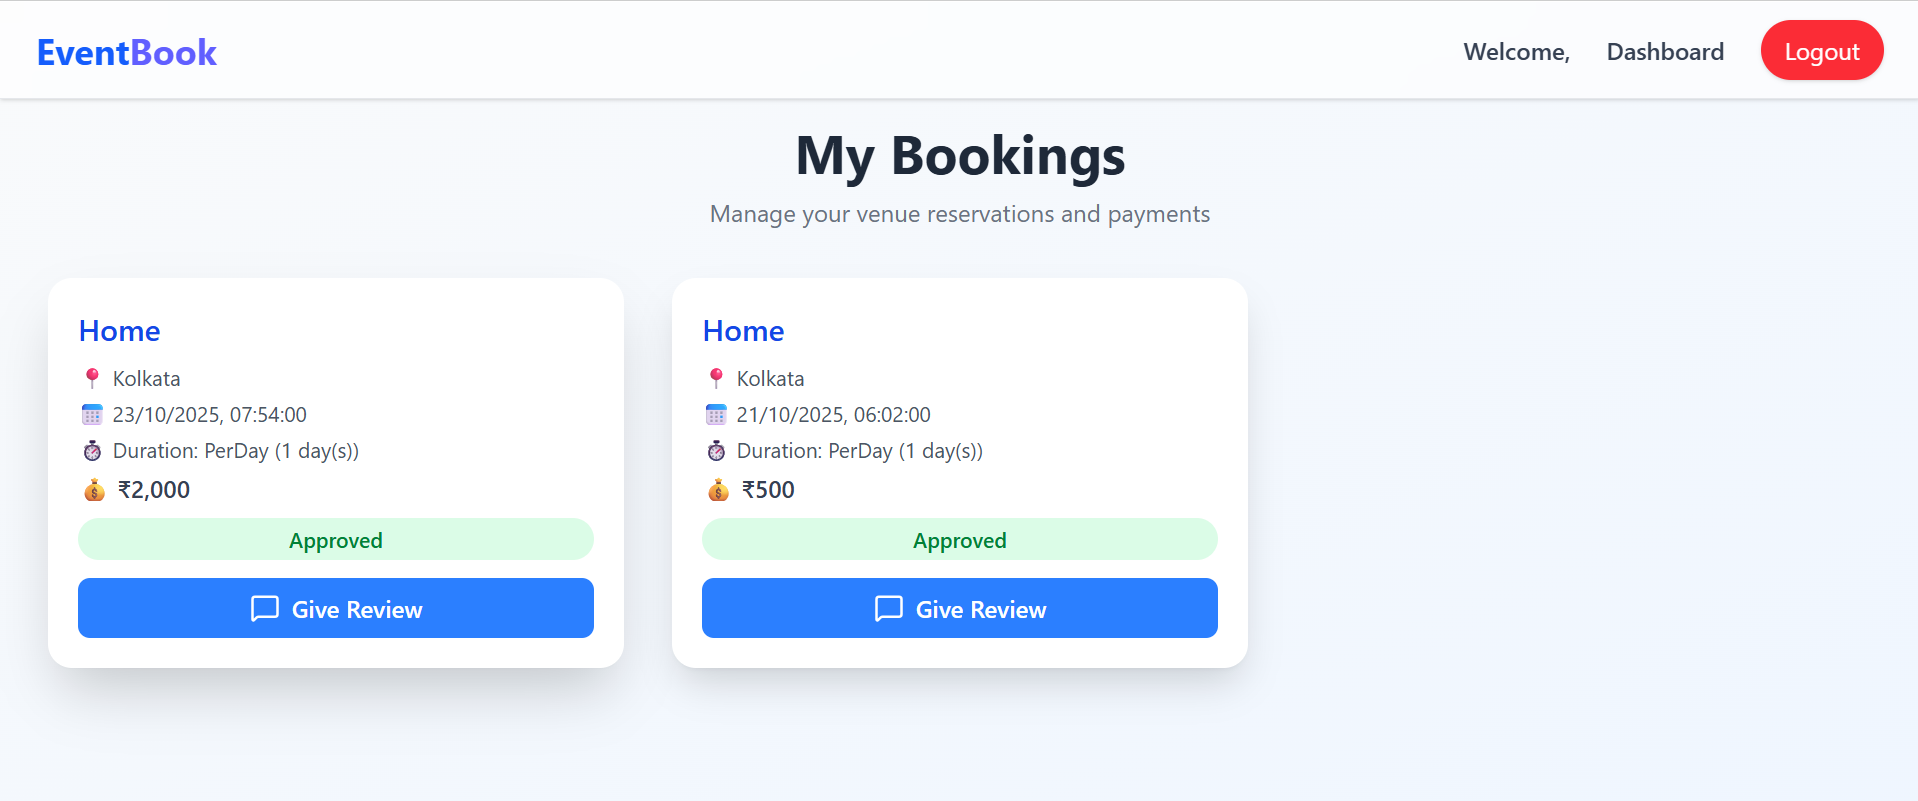 EventBook
Welcome,
Dashboard
Logout
My Bookings
Manage your venue reservations and payments
Home
Kolkata
23/10/2025, 07:54:00
Duration: PerDay (1 day(s))
₹2,000
Approved
Give Review
Home
Kolkata
21/10/2025, 06:02:00
Duration: PerDay (1 day(s))
₹500
Approved
Give Review